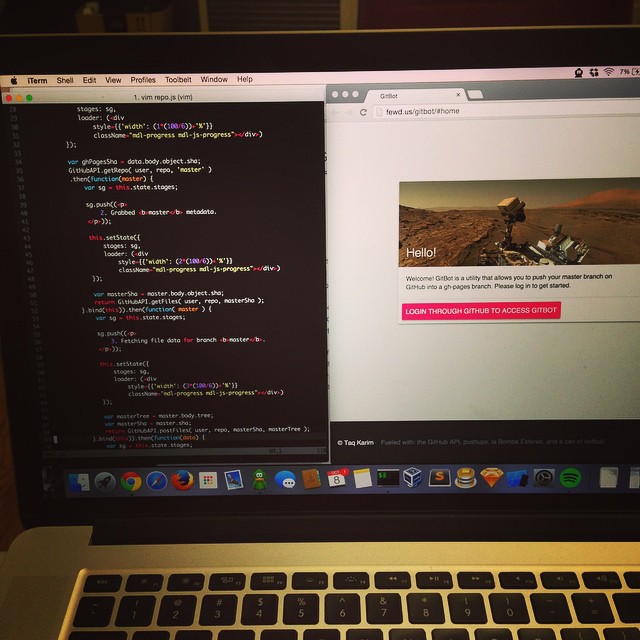 iTerm Shell Edit View Profiles Toolbelt Window Help 7%
1. vim repo.js (vim)
stages: sg,
loader: (<div
style={{'width': (1*(100/6))+'%'}}
className="mdl-progress mdl-js-progress"></div>)
});
var ghPagesSha = data.body.object.sha;
GitHubAPI.getRepo( user, repo, 'master' )
.then(function(master) {
var sg = this.state.stages;
sg.push((<p>
2. Grabbed <b>master</b> metadata.
</p>));
this.setState({
stages: sg,
loader: (<div
style={{'width': (2*(100/6))+'%'}}
className="mdl-progress mdl-js-progress"></div>)
});
var masterSha = master.body.object.sha;
return GitHubAPI.getFiles( user, repo, masterSha );
}.bind(this)).then(function( master ) {
var sg = this.state.stages;
sg.push((<p>
3. Fetching file data for branch <b>master</b>.
</p>));
this.setState({
stages: sg,
loader: (<div
style={{'width': (3*(100/6))+'%'}}
className="mdl-progress mdl-js-progress"></div>)
});
var masterTree = master.body.tree;
var masterSha = master.sha;
return GitHubAPI.postFiles( user, repo, masterSha, masterTree );
}.bind(this)).then(function(data) {
var sg = this.state.stages;
GitBot
fewd.us/gitbot/#home
Hello!
Welcome! GitBot is a utility that allows you to push your master branch on
GitHub into a gh-pages branch. Please log in to get started.
LOGIN THROUGH GITHUB TO ACCESS GITBOT
© Taq Karim Fueled with: the GitHub API, pushups, la Bomba Estereo, and a can of redbull
8
esc
! @ # $ % ^ & * ( )
1 2 3 4 5 6 7 8 9 0